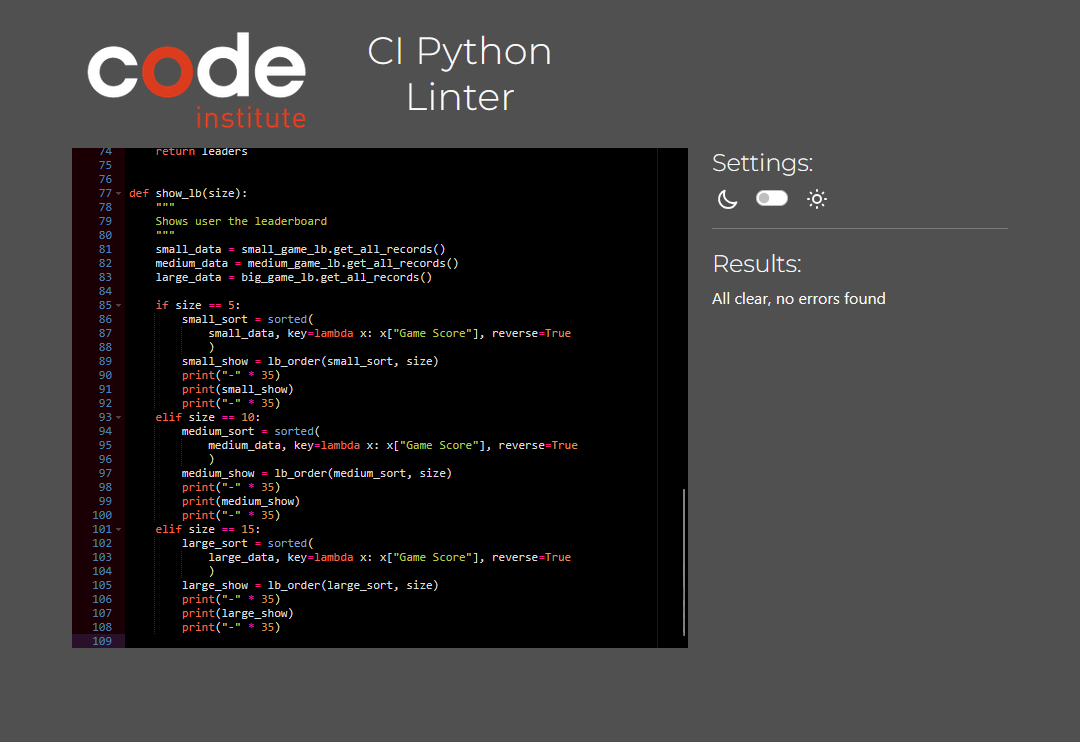 code
institute
CI Python
Linter
74     return leaders
75
76
77 def show_lb(size):
78     """
79     Shows user the leaderboard
80     """
81     small_data = small_game_lb.get_all_records()
82     medium_data = medium_game_lb.get_all_records()
83     large_data = big_game_lb.get_all_records()
84
85     if size == 5:
86         small_sort = sorted(
87             small_data, key=lambda x: x["Game Score"], reverse=True
88             )
89         small_show = lb_order(small_sort, size)
90         print("-" * 35)
91         print(small_show)
92         print("-" * 35)
93     elif size == 10:
94         medium_sort = sorted(
95             medium_data, key=lambda x: x["Game Score"], reverse=True
96             )
97         medium_show = lb_order(medium_sort, size)
98         print("-" * 35)
99         print(medium_show)
100         print("-" * 35)
101     elif size == 15:
102         large_sort = sorted(
103             large_data, key=lambda x: x["Game Score"], reverse=True
104             )
105         large_show = lb_order(large_sort, size)
106         print("-" * 35)
107         print(large_show)
108         print("-" * 35)
109
Settings:
Results:
All clear, no errors found